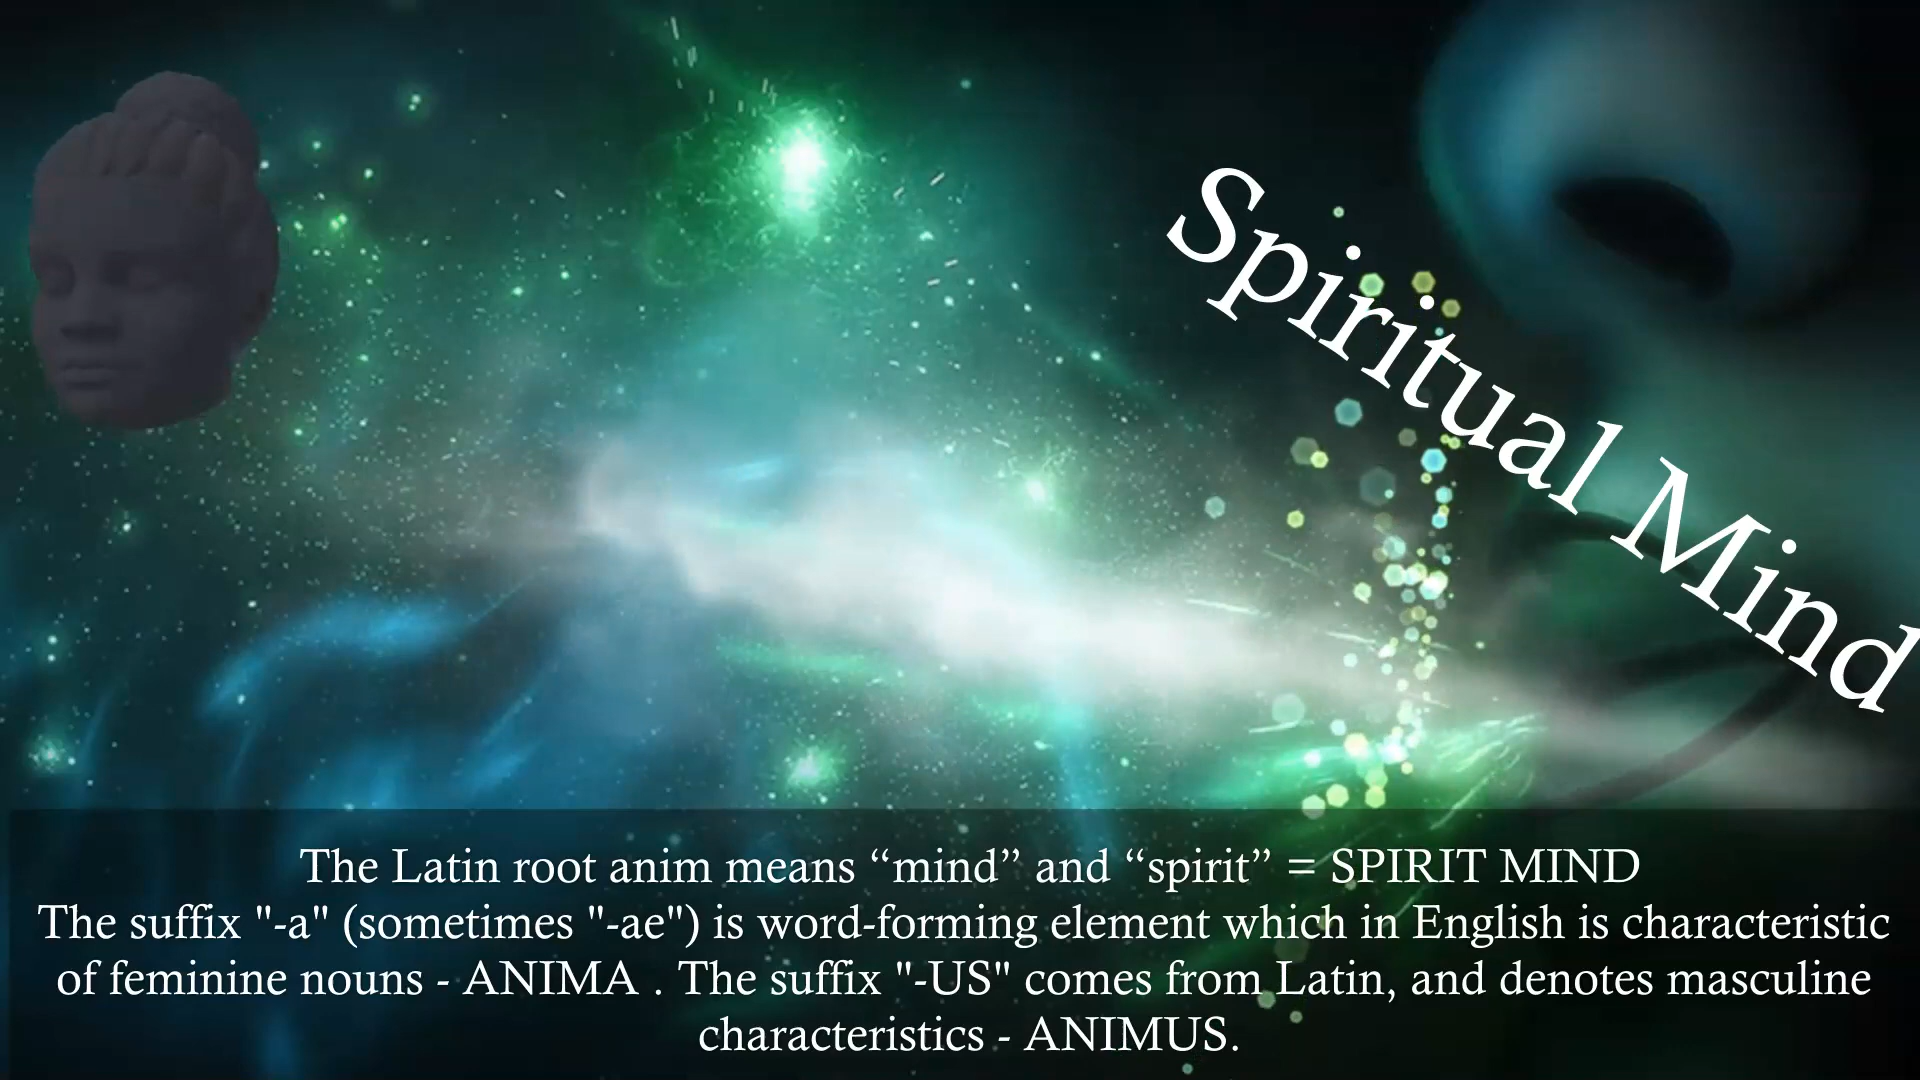 Spiritual Mind
The Latin root anim means “mind” and “spirit” = SPIRIT MIND
The suffix "-a" (sometimes "-ae") is word-forming element which in English is characteristic
of feminine nouns - ANIMA . The suffix "-US" comes from Latin, and denotes masculine
characteristics - ANIMUS.